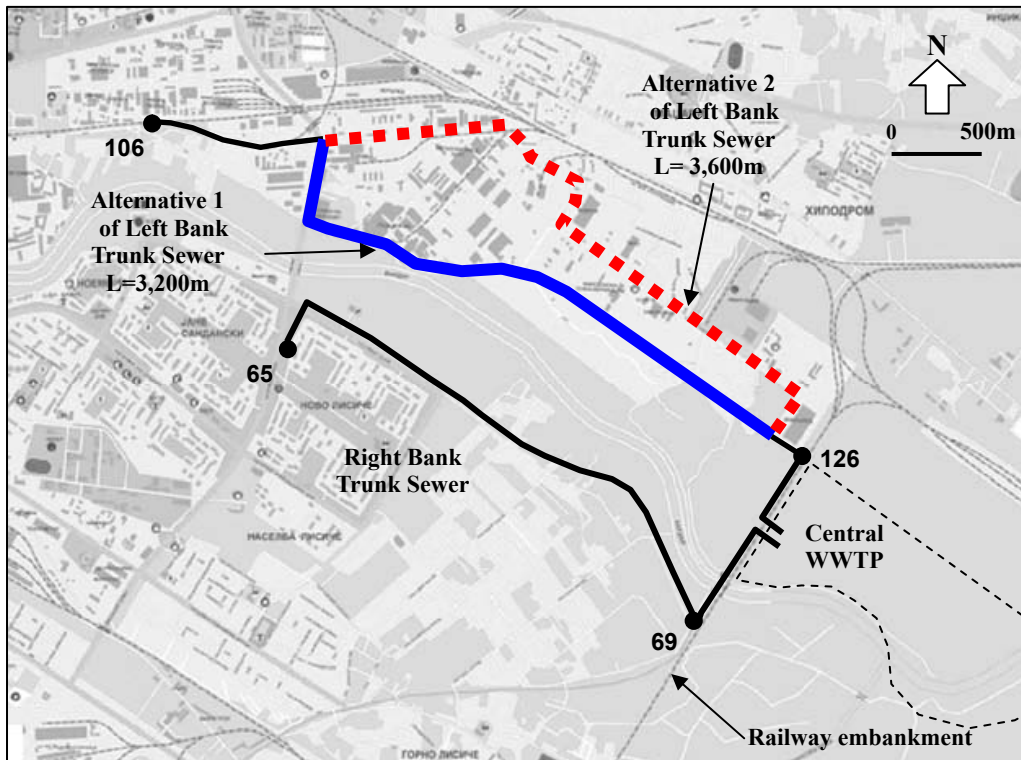 N
0 500m
Alternative 2
of Left Bank
Trunk Sewer
L= 3,600m
106
Alternative 1
of Left Bank
Trunk Sewer
L=3,200m
ХИПОДРОМ
ЈАНЕ
САНДАНСКИ
65
НОВО ЛИСИЧЕ
Right Bank
Trunk Sewer
126
НАСЕЛБА ЛИСИЧЕ
Central
WWTP
69
Railway embankment
ГОРНО ЛИСИЧЕ